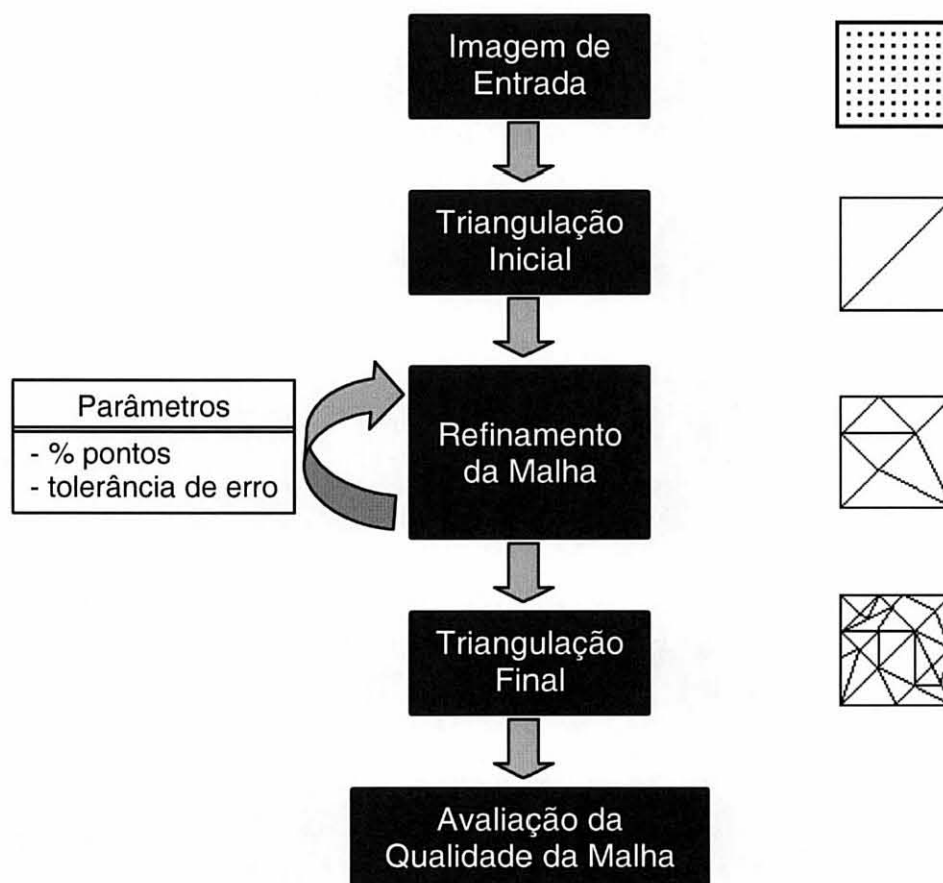 Imagem de
Entrada
Triangulação
Inicial
Parâmetros
- % pontos
- tolerância de erro
Refinamento
da Malha
Triangulação
Final
Avaliação da
Qualidade da Malha